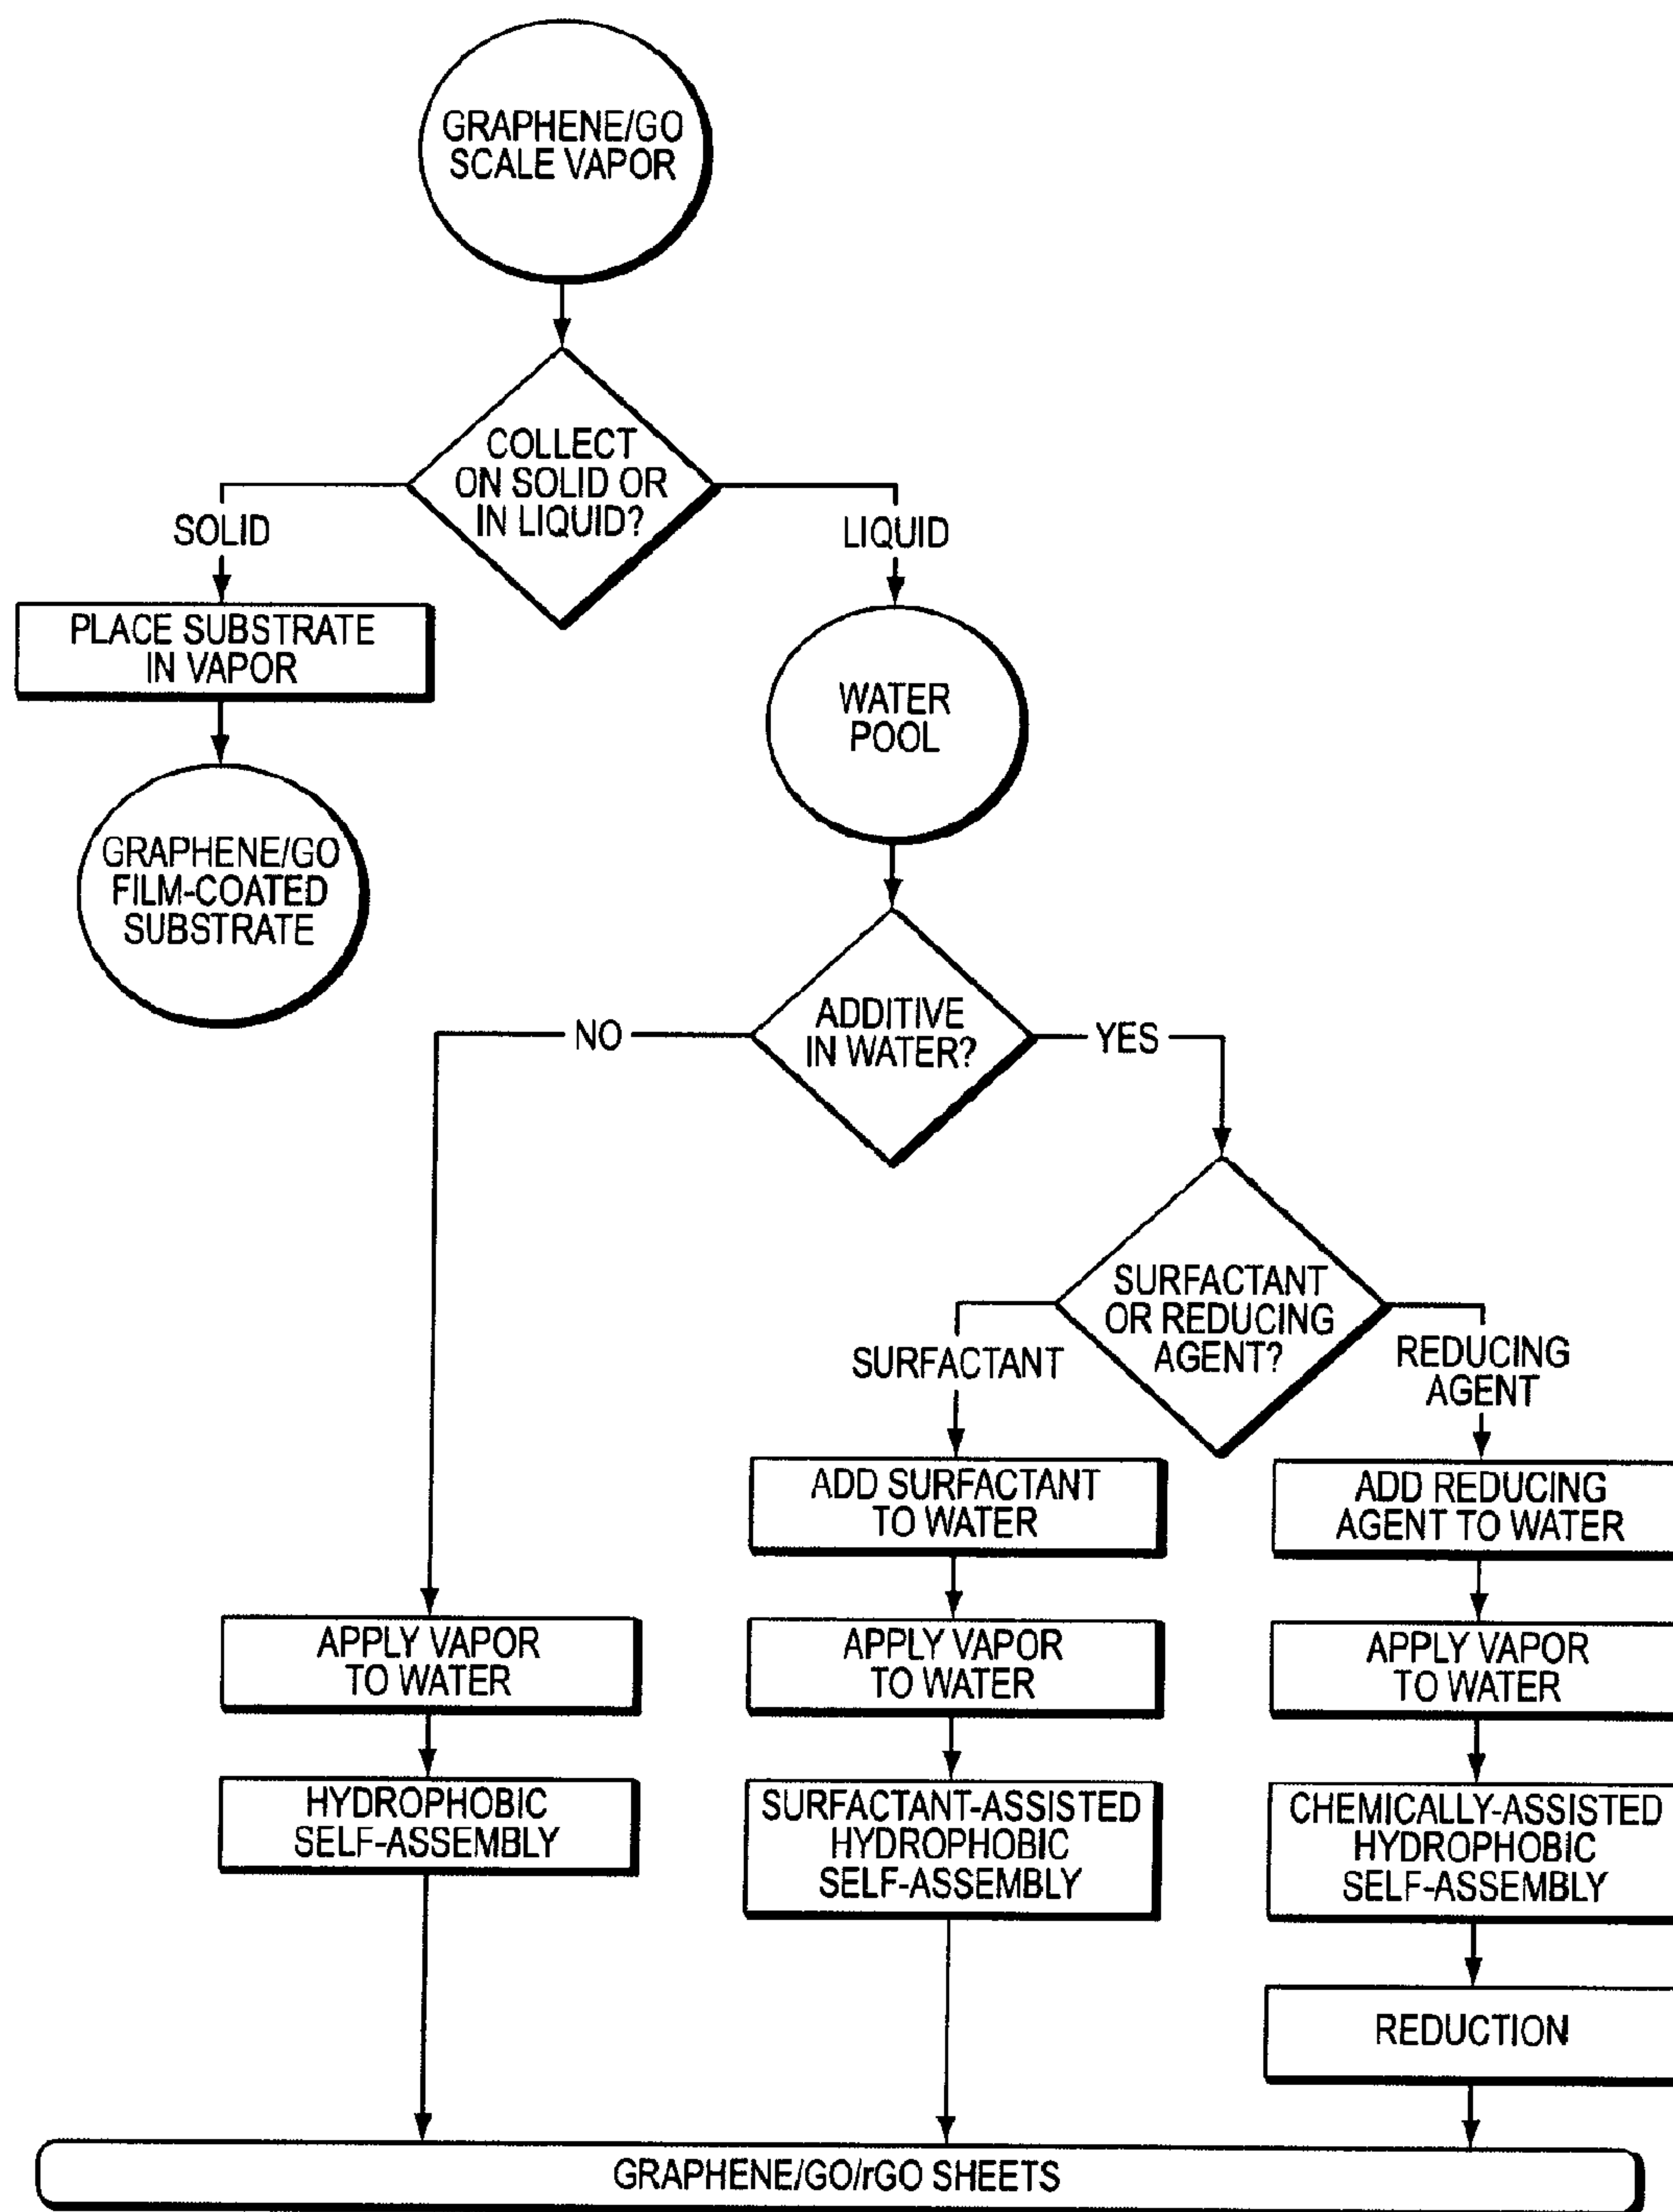 GRAPHENE/GO
SCALE VAPOR
COLLECT
ON SOLID OR
IN LIQUID?
SOLID
LIQUID
PLACE SUBSTRATE
IN VAPOR
WATER
POOL
GRAPHENE/GO
FILM-COATED
SUBSTRATE
ADDITIVE
IN WATER?
NO
YES
SURFACTANT
OR REDUCING
AGENT?
SURFACTANT
REDUCING
AGENT
ADD SURFACTANT
TO WATER
ADD REDUCING
AGENT TO WATER
APPLY VAPOR
TO WATER
APPLY VAPOR
TO WATER
APPLY VAPOR
TO WATER
HYDROPHOBIC
SELF-ASSEMBLY
SURFACTANT-ASSISTED
HYDROPHOBIC
SELF-ASSEMBLY
CHEMICALLY-ASSISTED
HYDROPHOBIC
SELF-ASSEMBLY
REDUCTION
GRAPHENE/GO/rGO SHEETS